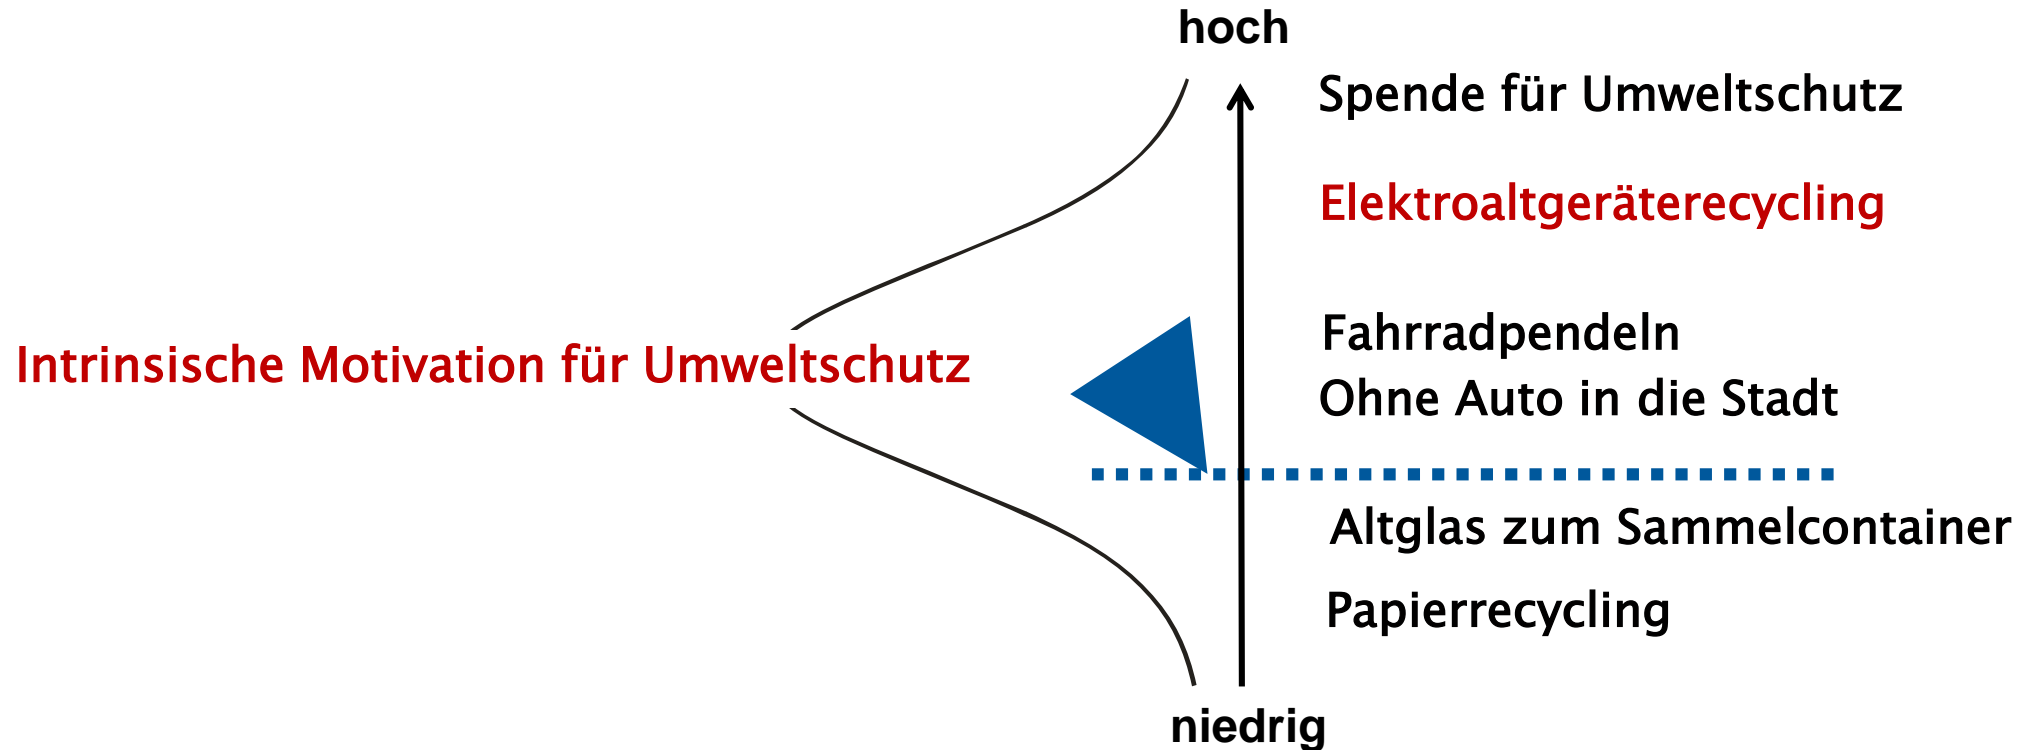 hoch
Spende für Umweltschutz
Elektroaltgeräterecycling
Fahrradpendeln
Intrinsische Motivation für Umweltschutz
Ohne Auto in die Stadt
Altglas zum Sammelcontainer
Papierrecycling
niedrig